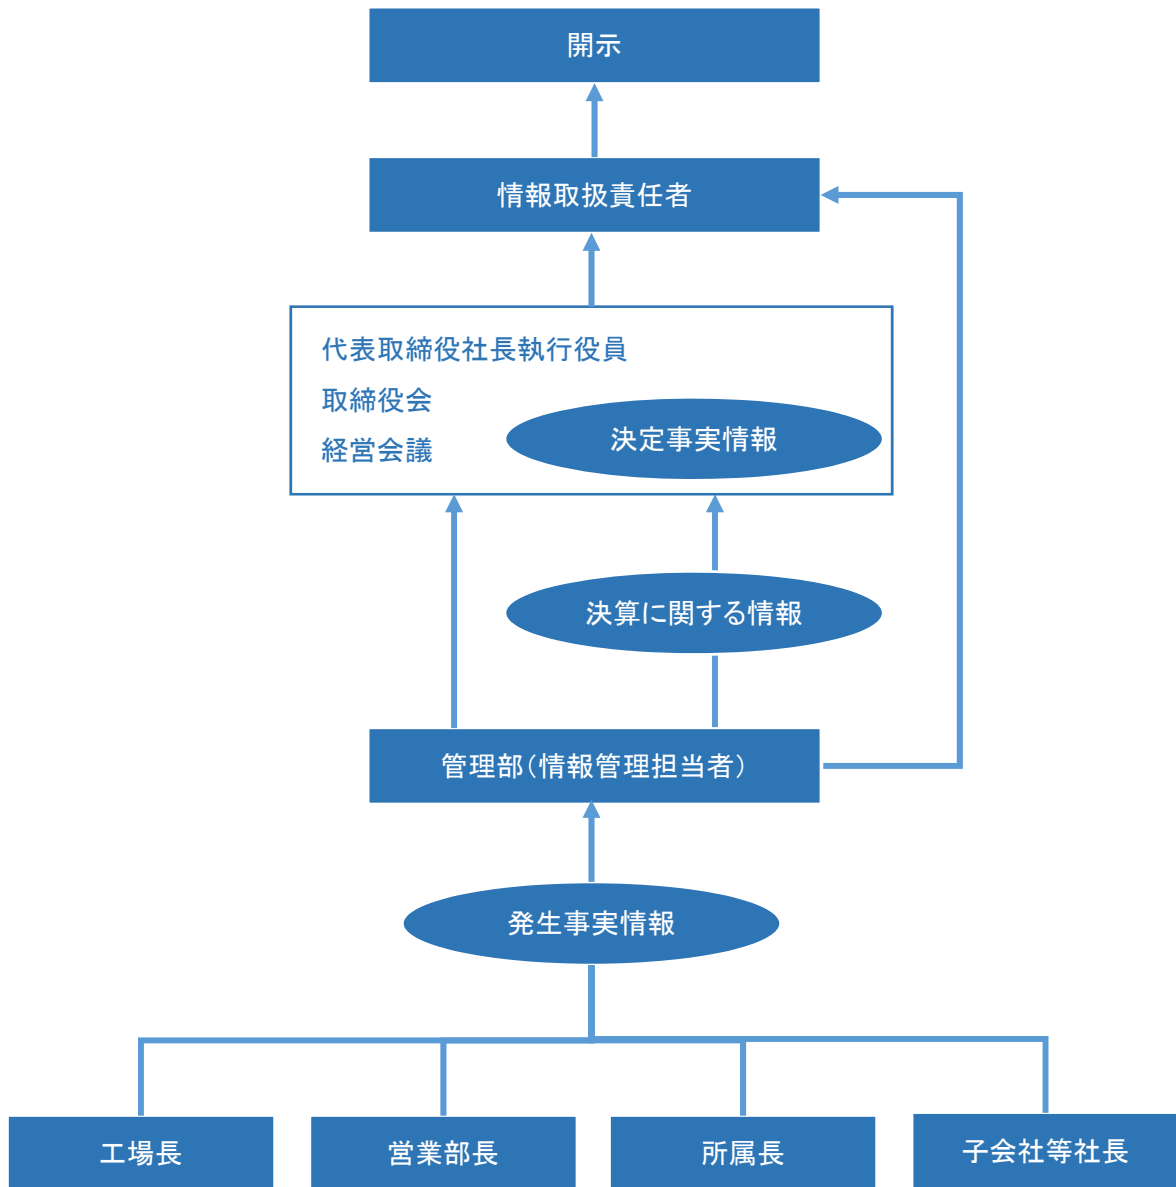 開示
情報取扱責任者
代表取締役社長執行役員
取締役会
経営会議
決定事実情報
決算に関する情報
管理部（情報管理担当者）
発生事実情報
工場長
営業部長
所属長
子会社等社長